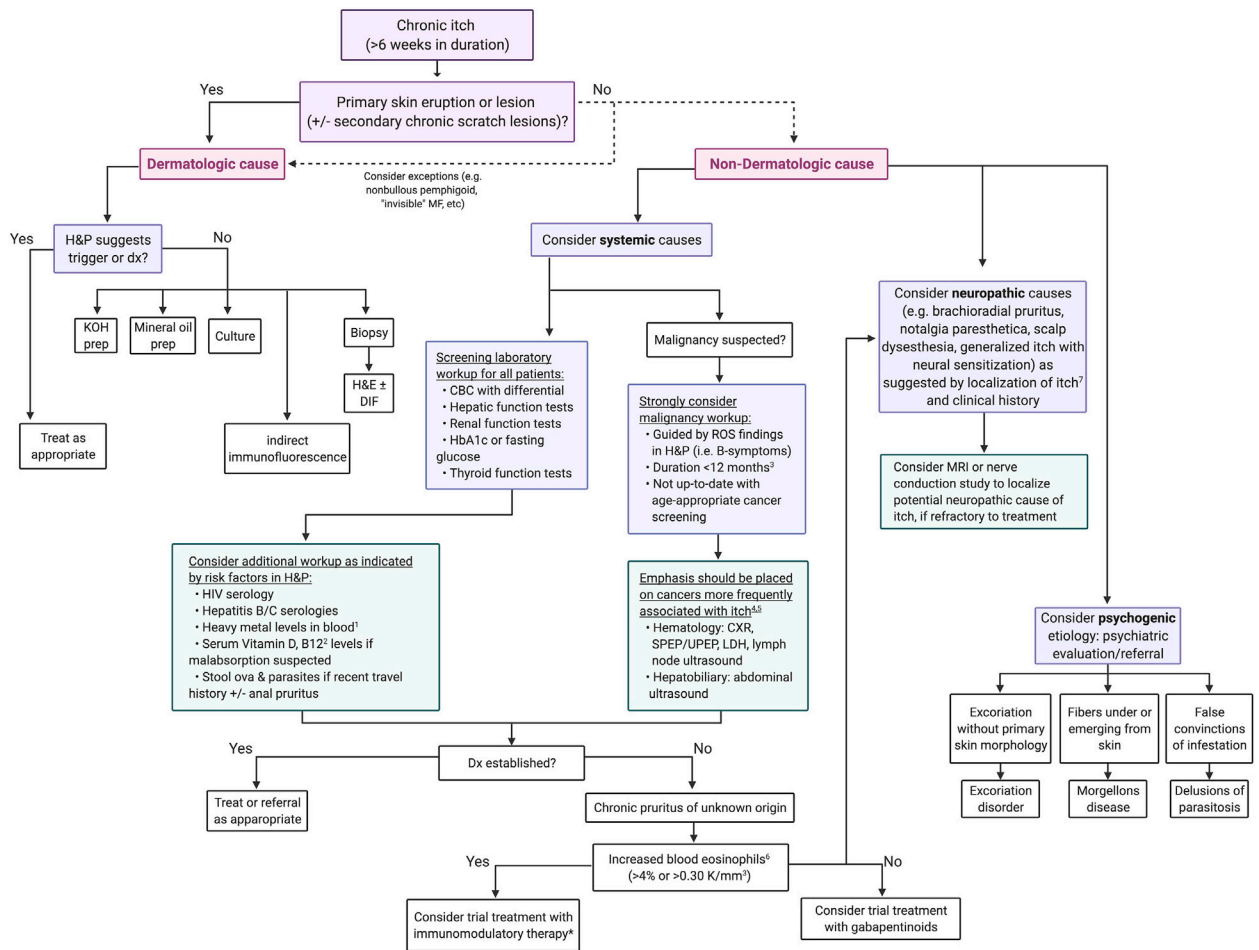 Chronic itch
(>6 weeks in duration)
Yes
No
Primary skin eruption or lesion
(+/- secondary chronic scratch lesions)?
Dermatologic cause
Non-Dermatologic cause
Consider exceptions (e.g.
nonbullous pemphigoid,
"invisible" MF, etc)
Yes
No
H&P suggests
trigger or dx?
KOH
prep
Mineral oil
prep
Culture
Biopsy
H&E ±
DIF
Treat as
appropriate
indirect
immunofluorescence
Consider systemic causes
Screening laboratory
workup for all patients:
• CBC with differential
• Hepatic function tests
• Renal function tests
• HbA1c or fasting
glucose
• Thyroid function tests
Malignancy suspected?
Strongly consider
malignancy workup:
• Guided by ROS findings
in H&P (i.e. B-symptoms)
• Duration <12 months³
• Not up-to-date with
age-appropriate cancer
screening
Consider additional workup as indicated
by risk factors in H&P:
• HIV serology
• Hepatitis B/C serologies
• Heavy metal levels in blood¹
• Serum Vitamin D, B12² levels if
malabsorption suspected
• Stool ova & parasites if recent travel
history +/- anal pruritus
Emphasis should be placed
on cancers more frequently
associated with itch⁴,⁵
• Hematology: CXR,
SPEP/UPEP, LDH, lymph
node ultrasound
• Hepatobiliary: abdominal
ultrasound
Consider neuropathic causes
(e.g. brachioradial pruritus,
notalgia paresthetica, scalp
dysesthesia, generalized itch with
neural sensitization) as
suggested by localization of itch⁷
and clinical history
Consider MRI or nerve
conduction study to localize
potential neuropathic cause of
itch, if refractory to treatment
Consider psychogenic
etiology: psychiatric
evaluation/referral
Excoriation
without primary
skin morphology
Fibers under or
emerging from
skin
False
convictions
of infestation
Excoriation
disorder
Morgellons
disease
Delusions of
parasitosis
Yes
No
Dx established?
Treat or referral
as apparopriate
Chronic pruritus of unknown origin
Yes
No
Increased blood eosinophils⁶
(>4% or >0.30 K/mm³)
Consider trial treatment with
immunomodulatory therapy*
Consider trial treatment
with gabapentinoids